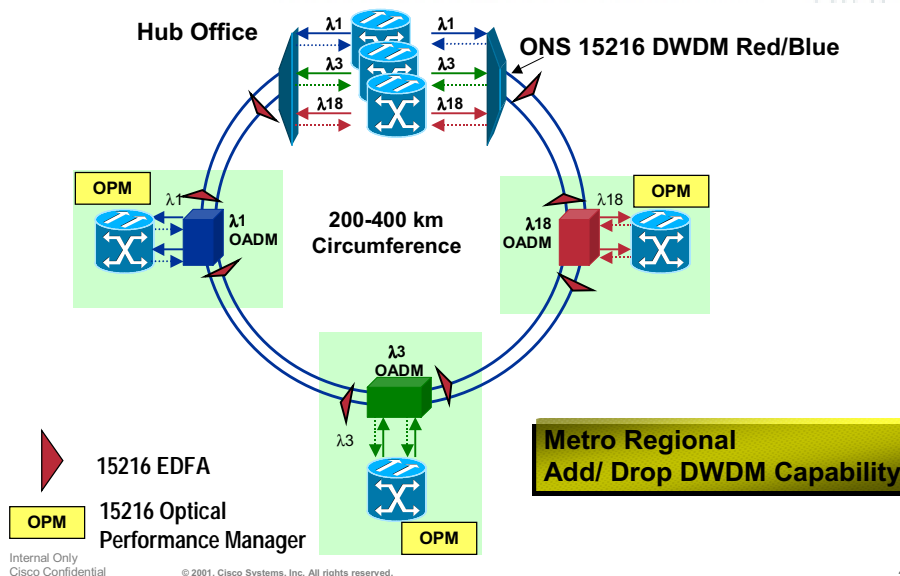 λ1
λ1
Hub Office
ONS 15216 DWDM Red/Blue
λ3
λ3
λ18
λ18
OPM
OPM
λ1
λ18
λ1
OADM
200-400 km
Circumference
λ18
OADM
λ3
OADM
λ3
Metro Regional
Add/ Drop DWDM Capability
15216 EDFA
OPM
15216 Optical
Performance Manager
OPM
Internal Only
Cisco Confidential
© 2001, Cisco Systems, Inc. All rights reserved.